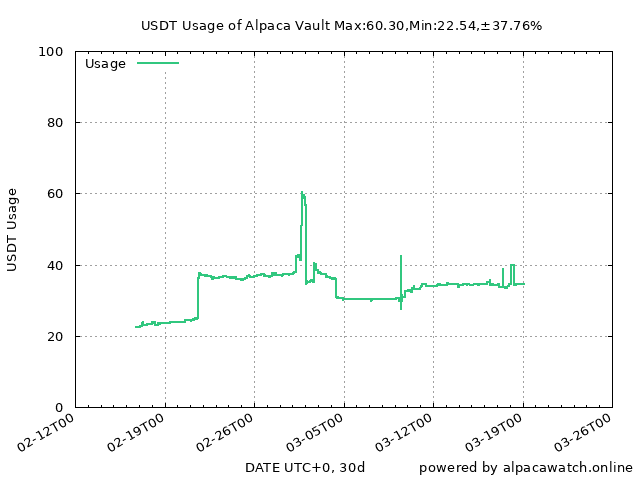 USDT Usage of Alpaca Vault Max:60.30,Min:22.54,±37.76%
Usage
100
80
60
40
20
0
USDT Usage
02-12T00
02-19T00
02-26T00
03-05T00
03-12T00
03-19T00
03-26T00
DATE UTC+0, 30d
powered by alpacawatch.online